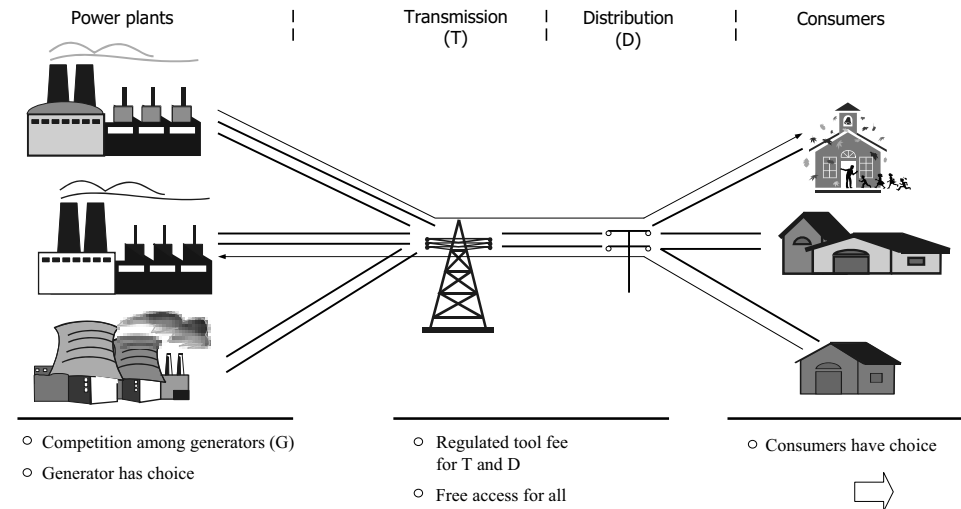 Power plants
Transmission
(T)
Distribution
(D)
Consumers
Competition among generators (G)
Generator has choice
Regulated tool fee
for T and D
Free access for all
Consumers have choice